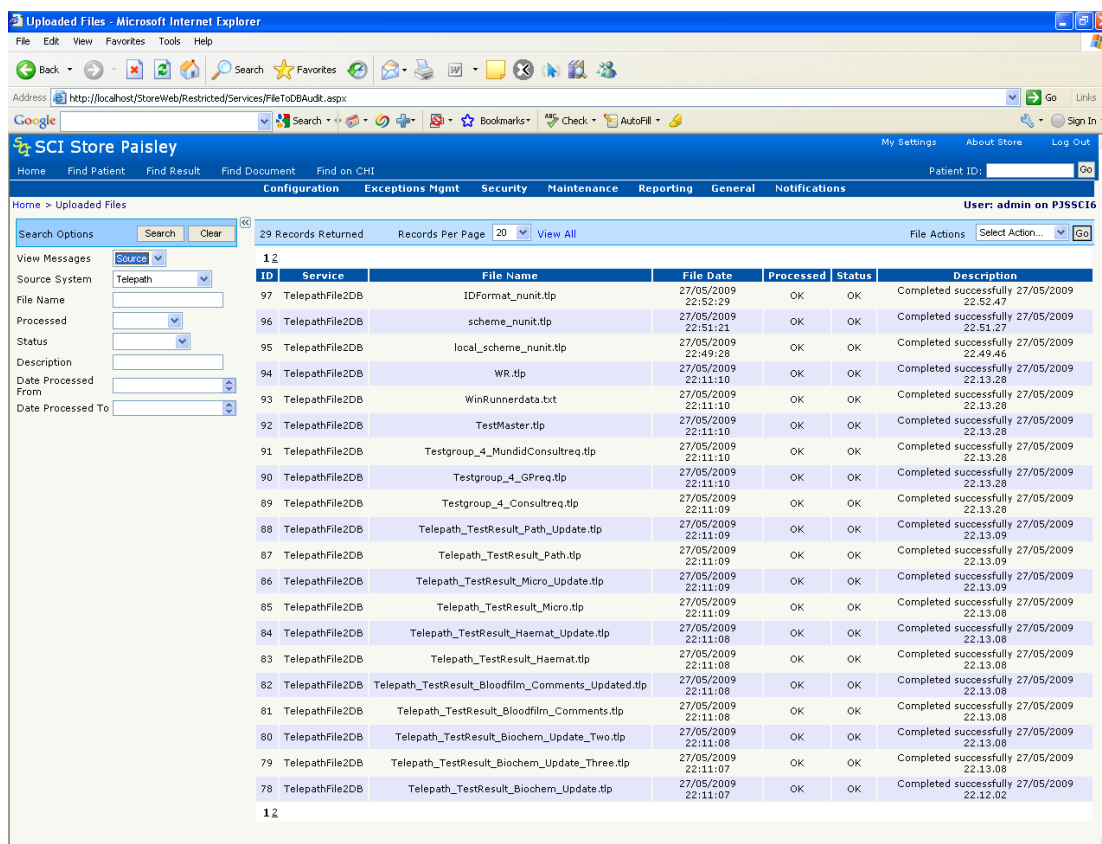 Uploaded Files - Microsoft Internet Explorer
File Edit View Favorites Tools Help
Back Search Favorites
Address http://localhost/StoreWeb/Restricted/Services/FileToDBAudit.aspx Go Links
Google Search Bookmarks Check AutoFill Sign In
SCI Store Paisley My Settings About Store Log Out
Home Find Patient Find Result Find Document Find on CHI Patient ID: Go
Configuration Exceptions Mgmt Security Maintenance Reporting General Notifications
Home > Uploaded Files User: admin on PJSSCI6
Search Options Search Clear
View Messages Source
Source System Telepath
File Name
Processed
Status
Description
Date Processed From
Date Processed To
29 Records Returned Records Per Page 20 View All File Actions Select Action... Go
1 2
ID Service File Name File Date Processed Status Description
97 TelepathFile2DB IDFormat_nunit.tlp 27/05/2009 22:52:29 OK OK Completed successfully 27/05/2009 22.52.47
96 TelepathFile2DB scheme_nunit.tlp 27/05/2009 22:51:21 OK OK Completed successfully 27/05/2009 22.51.27
95 TelepathFile2DB local_scheme_nunit.tlp 27/05/2009 22:49:28 OK OK Completed successfully 27/05/2009 22.49.46
94 TelepathFile2DB WR.tlp 27/05/2009 22:11:10 OK OK Completed successfully 27/05/2009 22.13.28
93 TelepathFile2DB WinRunnerdata.txt 27/05/2009 22:11:10 OK OK Completed successfully 27/05/2009 22.13.28
92 TelepathFile2DB TestMaster.tlp 27/05/2009 22:11:10 OK OK Completed successfully 27/05/2009 22.13.28
91 TelepathFile2DB Testgroup_4_MundidConsultreq.tlp 27/05/2009 22:11:10 OK OK Completed successfully 27/05/2009 22.13.28
90 TelepathFile2DB Testgroup_4_GPreq.tlp 27/05/2009 22:11:10 OK OK Completed successfully 27/05/2009 22.13.28
89 TelepathFile2DB Testgroup_4_Consultreq.tlp 27/05/2009 22:11:09 OK OK Completed successfully 27/05/2009 22.13.28
88 TelepathFile2DB Telepath_TestResult_Path_Update.tlp 27/05/2009 22:11:09 OK OK Completed successfully 27/05/2009 22.13.09
87 TelepathFile2DB Telepath_TestResult_Path.tlp 27/05/2009 22:11:09 OK OK Completed successfully 27/05/2009 22.13.09
86 TelepathFile2DB Telepath_TestResult_Micro_Update.tlp 27/05/2009 22:11:09 OK OK Completed successfully 27/05/2009 22.13.09
85 TelepathFile2DB Telepath_TestResult_Micro.tlp 27/05/2009 22:11:09 OK OK Completed successfully 27/05/2009 22.13.08
84 TelepathFile2DB Telepath_TestResult_Haemat_Update.tlp 27/05/2009 22:11:08 OK OK Completed successfully 27/05/2009 22.13.08
83 TelepathFile2DB Telepath_TestResult_Haemat.tlp 27/05/2009 22:11:08 OK OK Completed successfully 27/05/2009 22.13.08
82 TelepathFile2DB Telepath_TestResult_Bloodfilm_Comments_Updated.tlp 27/05/2009 22:11:08 OK OK Completed successfully 27/05/2009 22.13.08
81 TelepathFile2DB Telepath_TestResult_Bloodfilm_Comments.tlp 27/05/2009 22:11:08 OK OK Completed successfully 27/05/2009 22.13.08
80 TelepathFile2DB Telepath_TestResult_Biochem_Update_Two.tlp 27/05/2009 22:11:08 OK OK Completed successfully 27/05/2009 22.13.08
79 TelepathFile2DB Telepath_TestResult_Biochem_Update_Three.tlp 27/05/2009 22:11:07 OK OK Completed successfully 27/05/2009 22.13.08
78 TelepathFile2DB Telepath_TestResult_Biochem_Update.tlp 27/05/2009 22:11:07 OK OK Completed successfully 27/05/2009 22.12.02
1 2